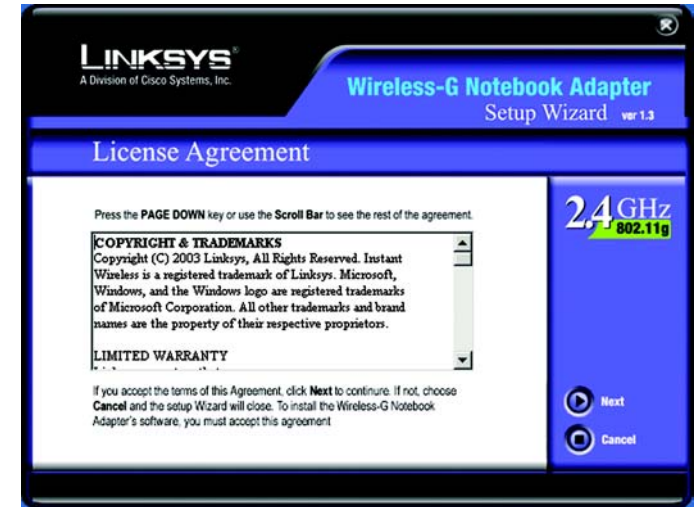 LINKSYS®
A Division of Cisco Systems, Inc.
Wireless-G Notebook Adapter
Setup Wizard ver 1.3
License Agreement
2.4 GHz
802.11g
Press the PAGE DOWN key or use the Scroll Bar to see the rest of the agreement.
COPYRIGHT & TRADEMARKS
Copyright (C) 2003 Linksys, All Rights Reserved. Instant
Wireless is a registered trademark of Linksys. Microsoft,
Windows, and the Windows logo are registered trademarks
of Microsoft Corporation. All other trademarks and brand
names are the property of their respective proprietors.
LIMITED WARRANTY
If you accept the terms of this Agreement, click Next to continure. If not, choose
Cancel and the setup Wizard will close. To install the Wireless-G Notebook
Adapter's software, you must accept this agreement
Next
Cancel